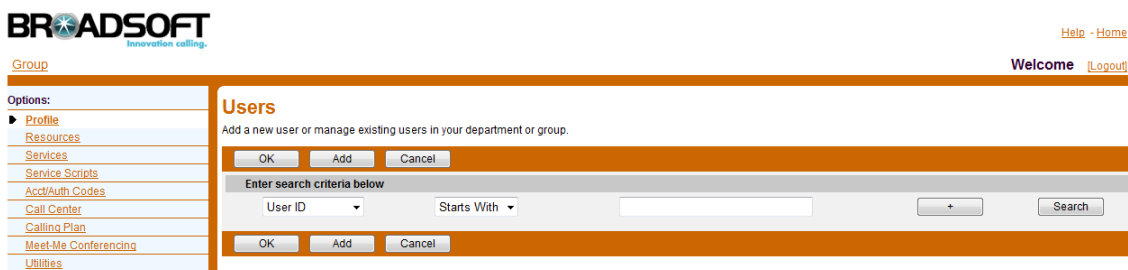 BROADSOFT
Innovation calling.
Help - Home
Group
Welcome [Logout]
Options:
Profile
Resources
Services
Service Scripts
Acct/Auth Codes
Call Center
Calling Plan
Meet-Me Conferencing
Utilities
Users
Add a new user or manage existing users in your department or group.
OK Add Cancel
Enter search criteria below
User ID Starts With + Search
OK Add Cancel